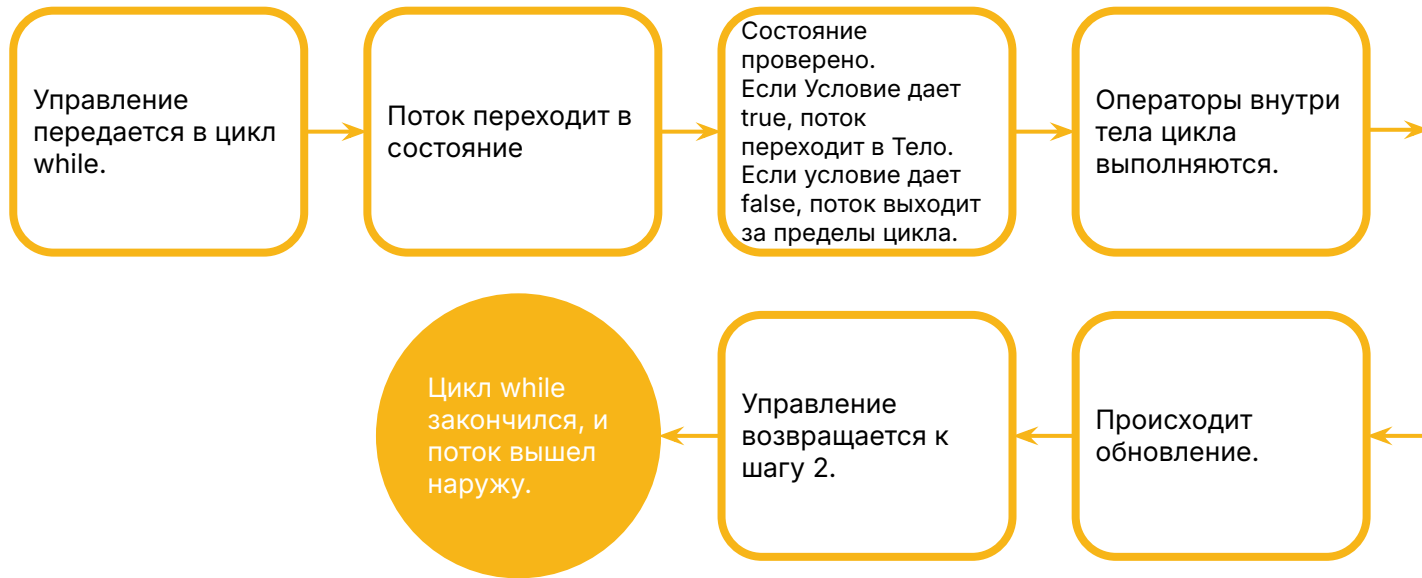 Управление
передается в цикл
while.
Поток переходит в
состояние
Состояние
проверено.
Если Условие дает
true, поток
переходит в Тело.
Если условие дает
false, поток выходит
за пределы цикла.
Операторы внутри
тела цикла
выполняются.
Происходит
обновление.
Управление
возвращается к
шагу 2.
Цикл while
закончился, и
поток вышел
наружу.